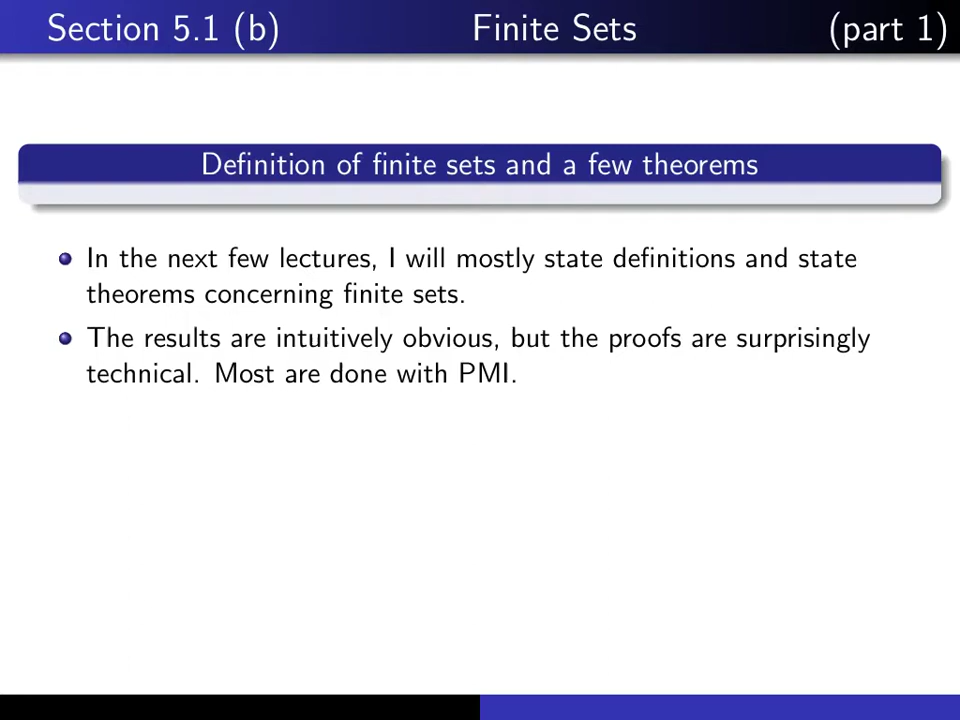 Section 5.1 (b) Finite Sets (part 1)
Definition of finite sets and a few theorems
In the next few lectures, I will mostly state definitions and state
theorems concerning finite sets.
The results are intuitively obvious, but the proofs are surprisingly
technical. Most are done with PMI.